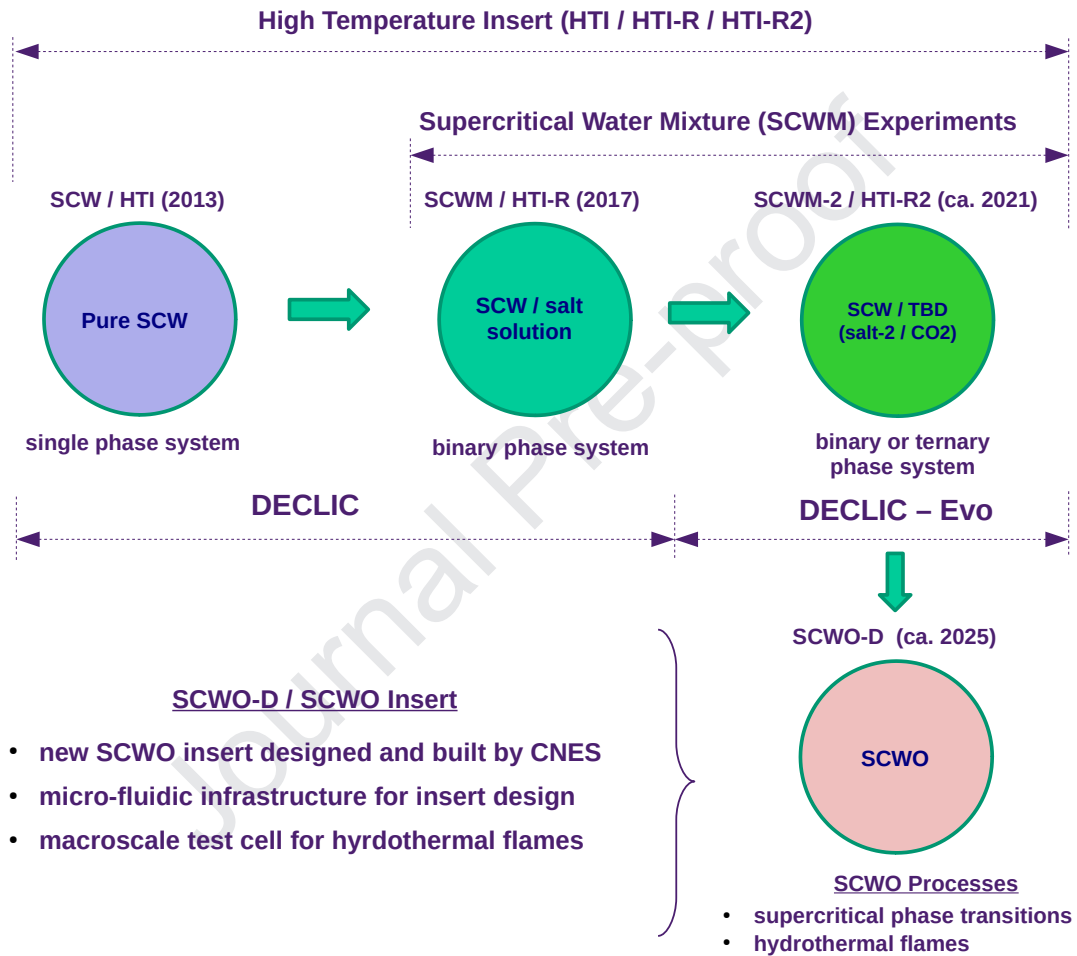 High Temperature Insert (HTI / HTI-R / HTI-R2)
Supercritical Water Mixture (SCWM) Experiments
SCW / HTI (2013)
SCWM / HTI-R (2017)
SCWM-2 / HTI-R2 (ca. 2021)
Pure SCW
SCW / salt
solution
SCW / TBD
(salt-2 / CO2)
single phase system
binary phase system
binary or ternary
phase system
DECLIC
DECLIC – Evo
SCWO-D (ca. 2025)
SCWO-D / SCWO Insert
• new SCWO insert designed and built by CNES
• micro-fluidic infrastructure for insert design
• macroscale test cell for hyrdothermal flames
SCWO
SCWO Processes
• supercritical phase transitions
• hydrothermal flames
Journal Pre-proof